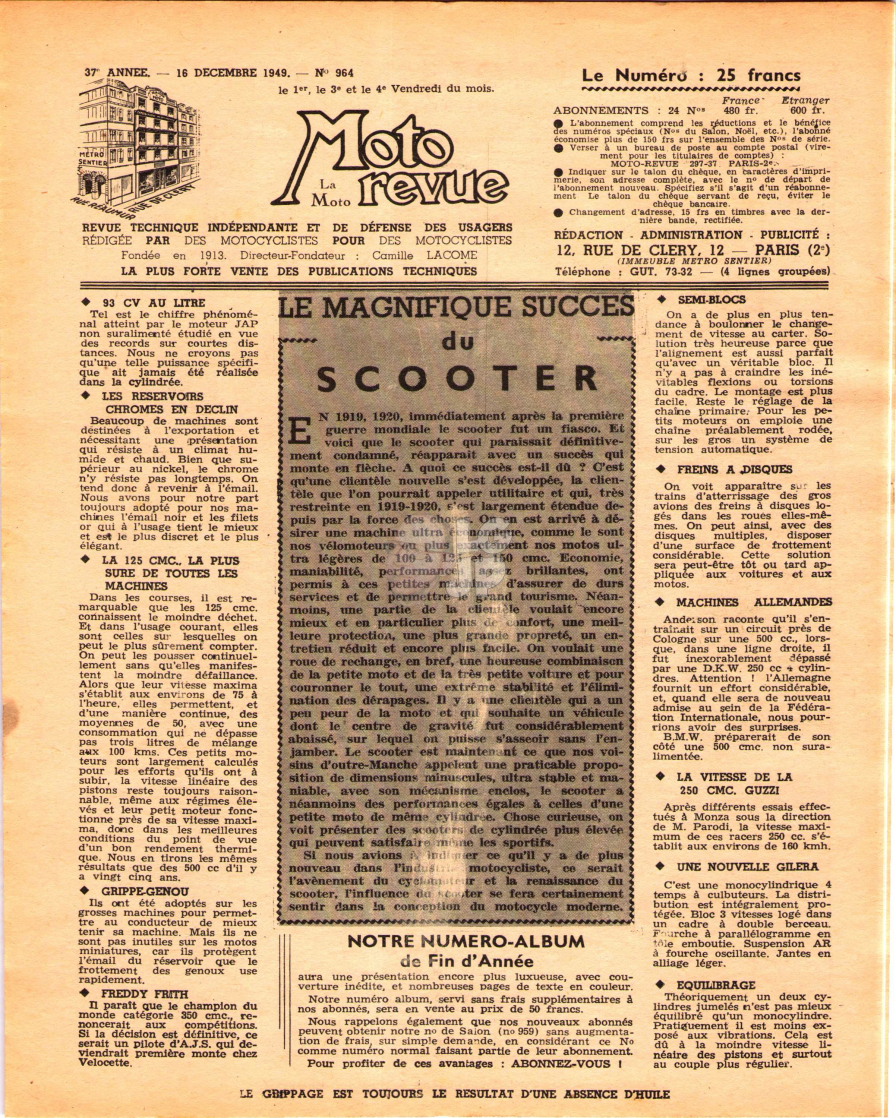 37e ANNEE. — 16 DECEMBRE 1949. — No 964
le 1er, le 3e et le 4e Vendredi du mois.
METRO
SENTIER
RUE REAUMUR
RUE DE CLERY
Moto
revue
La
Moto
REVUE TECHNIQUE INDÉPENDANTE ET DE DÉFENSE DES USAGERS
RÉDIGÉE PAR DES MOTOCYCLISTES POUR DES MOTOCYCLISTES
Fondée en 1913. Directeur-Fondateur : Camille LACOME
LA PLUS FORTE VENTE DES PUBLICATIONS TECHNIQUES
Le Numéro : 25 francs
France Etranger
ABONNEMENTS : 24 Nos 480 fr. 600 fr.
● L'abonnement comprend les réductions et le bénéfice
des numéros spéciaux (Nos du Salon, Noël, etc.), l'abonné
économise plus de 150 frs sur l'ensemble des Nos de série.
● Verser à un bureau de poste au compte postal (vire-
ment pour les titulaires de comptes) :
MOTO-REVUE 297-37 PARIS-2e
● Indiquer sur le talon du chèque, en caractères d'impri-
merie, son adresse complète, avec le no de départ de
l'abonnement nouveau. Spécifiez s'il s'agit d'un réabonne-
ment Le talon du chèque servant de reçu, éviter le
chèque bancaire.
● Changement d'adresse, 15 frs en timbres avec la der-
nière bande, rectifiée.
RÉDACTION - ADMINISTRATION - PUBLICITÉ :
12, RUE DE CLERY, 12 — PARIS (2e)
(IMMEUBLE METRO SENTIER)
Téléphone : GUT. 73-32 — (4 lignes groupées)
◆ 93 CV AU LITRE
Tel est le chiffre phénomé-
nal atteint par le moteur JAP
non suralimenté étudié en vue
des records sur courtes dis-
tances. Nous ne croyons pas
qu'une telle puissance spécifi-
que ait jamais été réalisée
dans la cylindrée.
◆ LES RESERVOIRS
CHROMES EN DECLIN
Beaucoup de machines sont
destinées à l'exportation et
nécessitant une présentation
qui résiste à un climat hu-
mide et chaud. Bien que su-
périeur au nickel, le chrome
n'y résiste pas longtemps. On
tend donc à revenir à l'émail.
Nous avons pour notre part
toujours adopté pour nos ma-
chines l'émail noir et les filets
or qui à l'usage tient le mieux
et est le plus discret et le plus
élégant.
◆ LA 125 CMC., LA PLUS
SURE DE TOUTES LES
MACHINES
Dans les courses, il est re-
marquable que les 125 cmc.
connaissent le moindre déchet.
Et dans l'usage courant, elles
sont celles sur lesquelles on
peut le plus sûrement compter.
On peut les pousser continuel-
lement sans qu'elles manifes-
tent la moindre défaillance.
Alors que leur vitesse maxima
s'établit aux environs de 75 à
l'heure, elles permettent, et
d'une manière continue, des
moyennes de 50, avec une
consommation qui ne dépasse
pas trois litres de mélange
aux 100 kms. Ces petits mo-
teurs sont largement calculés
pour les efforts qu'ils ont à
subir, la vitesse linéaire des
pistons reste toujours raison-
nable, même aux régimes éle-
vés et leur petit moteur fonc-
tionne près de sa vitesse maxi-
ma, donc dans les meilleures
conditions du point de vue
d'un bon rendement thermi-
que. Nous en tirons les mêmes
résultats que des 500 cc d'il y
a vingt cinq ans.
◆ GRIPPE-GENOU
Ils ont été adoptés sur les
grosses machines pour permet-
tre au conducteur de mieux
tenir sa machine. Mais ils ne
sont pas inutiles sur les motos
miniatures, car ils protègent
l'émail du réservoir que le
frottement des genoux use
rapidement.
◆ FREDDY FRITH
Il paraît que le champion du
monde catégorie 350 cmc., re-
noncerait aux compétitions.
Si la décision est définitive, ce
serait un pilote d'A.J.S. qui de-
viendrait première monte chez
Velocette.
LE MAGNIFIQUE SUCCES
du
SCOOTER
EN 1919, 1920, immédiatement après la première
guerre mondiale le scooter fut un fiasco. Et
voici que le scooter qui paraissait définitive-
ment condamné, réapparait avec un succès qui
monte en flèche. A quoi ce succès est-il dû ? C'est
qu'une clientèle nouvelle s'est développée, la clien-
tèle que l'on pourrait appeler utilitaire et qui, très
restreinte en 1919-1920, s'est largement étendue de-
puis par la force des choses. On en est arrivé à dé-
sirer une machine ultra économique, comme le sont
nos vélomoteurs ou plus exactement nos motos ul-
tra légères de 100 à 125 et 150 cmc. Economie,
maniabilité, performances assez brillantes, ont
permis à ces petites machines d'assurer de durs
services et de permettre le grand tourisme. Néan-
moins, une partie de la clientèle voulait encore
mieux et en particulier plus de confort, une meil-
leure protection, une plus grande propreté, un en-
tretien réduit et encore plus facile. On voulait une
roue de rechange, en bref, une heureuse combinaison
de la petite moto et de la très petite voiture et pour
couronner le tout, une extrême stabilité et l'élimi-
nation des dérapages. Il y a une clientèle qui a un
peu peur de la moto et qui souhaite un véhicule
dont le centre de gravité fut considérablement
abaissé, sur lequel on puisse s'asseoir sans l'en-
jamber. Le scooter est maintenant ce que nos voi-
sins d'outre-Manche appelent une praticable propo-
sition de dimensions minuscules, ultra stable et ma-
niable, avec son mécanisme enclos, le scooter a
néanmoins des performances égales à celles d'une
petite moto de même cylindrée. Chose curieuse, on
voit présenter des scooters de cylindrée plus élevée
qui peuvent satisfaire même les sportifs.
Si nous avions à indiquer ce qu'il y a de plus
nouveau dans l'industrie motocycliste, ce serait
l'avènement du cyclomoteur et la renaissance du
scooter, l'influence du scooter se fera certainement
sentir dans la conception du motocycle moderne.
NOTRE NUMERO-ALBUM
de Fin d'Année
aura une présentation encore plus luxueuse, avec cou-
verture inédite, et nombreuses pages de texte en couleur.
Notre numéro album, servi sans frais supplémentaires à
nos abonnés, sera en vente au prix de 50 francs.
Nous rappelons également que nos nouveaux abonnés
peuvent obtenir notre no de Salon (no 959) sans augmenta-
tion de frais, sur simple demande, en considérant ce No
comme numéro normal faisant partie de leur abonnement.
Pour profiter de ces avantages : ABONNEZ-VOUS !
◆ SEMI-BLOCS
On a de plus en plus ten-
dance à boulonner le change-
ment de vitesse au carter. So-
lution très heureuse parce que
l'alignement est aussi parfait
qu'avec un véritable bloc. Il
n'y a pas à craindre les iné-
vitables flexions ou torsions
du cadre. Le montage est plus
facile. Reste le réglage de la
chaîne primaire. Pour les pe-
tits moteurs on emploie une
chaîne préalablement rodée,
sur les gros un système de
tension automatique.
◆ FREINS A DISQUES
On voit apparaître sur les
trains d'atterrissage des gros
avions des freins à disques lo-
gés dans les roues elles-mê-
mes. On peut ainsi, avec des
disques multiples, disposer
d'une surface de frottement
considérable. Cette solution
sera peut-être tôt ou tard ap-
pliquée aux voitures et aux
motos.
◆ MACHINES ALLEMANDES
Anderson raconte qu'il s'en-
traînait sur un circuit près de
Cologne sur une 500 cc., lors-
que, dans une ligne droite, il
fut inexorablement dépassé
par une D.K.W. 250 cc 4 cylin-
dres. Attention ! l'Allemagne
fournit un effort considérable,
et, quand elle sera de nouveau
admise au sein de la Fédéra-
tion Internationale, nous pour-
rions avoir des surprises.
B.M.W. préparerait de son
côté une 500 cmc. non sura-
limentée.
◆ LA VITESSE DE LA
250 CMC. GUZZI
Après différents essais effec-
tués à Monza sous la direction
de M. Parodi, la vitesse maxi-
mum de ces racers 250 cc. s'é-
tablit aux environs de 160 kmh.
◆ UNE NOUVELLE GILERA
C'est une monocylindrique 4
temps à culbuteurs. La distri-
bution est intégralement pro-
tégée. Bloc 3 vitesses logé dans
un cadre à double berceau.
Fourche à parallélogramme en
tôle emboutie. Suspension AR
à fourche oscillante. Jantes en
alliage léger.
◆ EQUILIBRAGE
Théoriquement un deux cy-
lindres jumelés n'est pas mieux
équilibré qu'un monocylindre.
Pratiquement il est moins ex-
posé aux vibrations. Cela est
dû à la moindre vitesse li-
néaire des pistons et surtout
au couple plus régulier.
LE GRIPPAGE EST TOUJOURS LE RESULTAT D'UNE ABSENCE D'HUILE